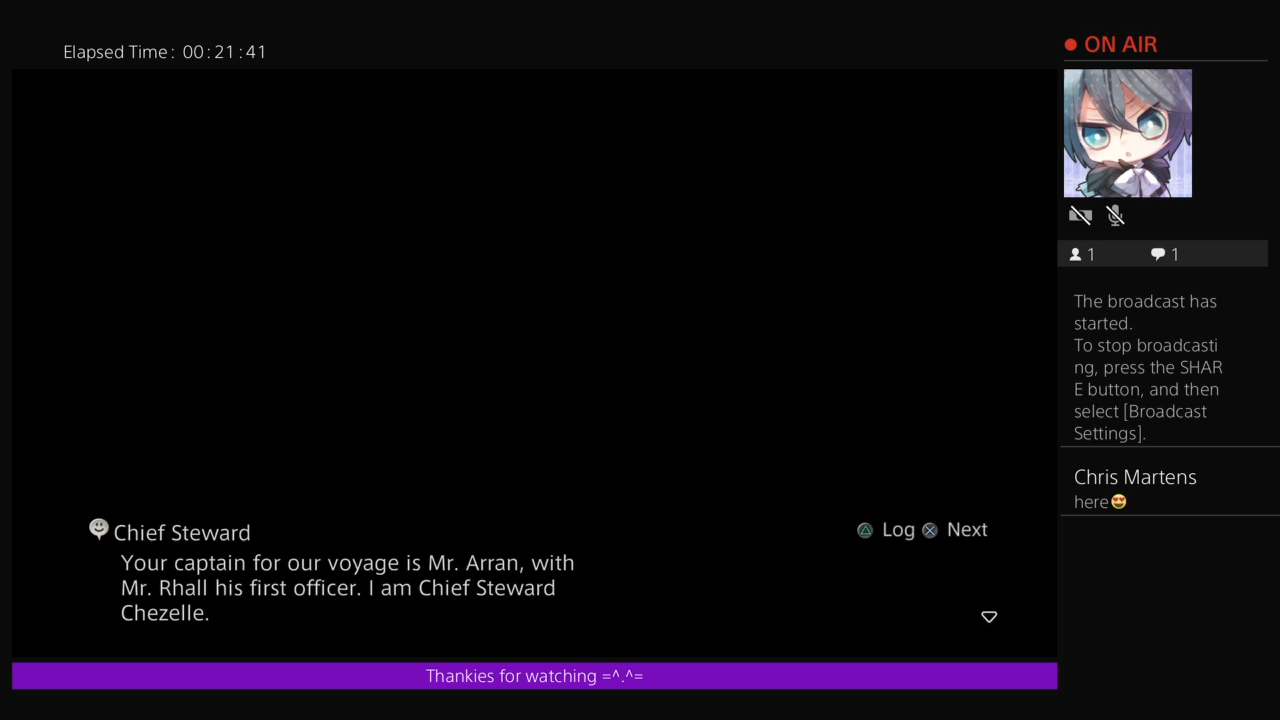 Elapsed Time: 00:21:41
ON AIR
1 1
The broadcast has
started.
To stop broadcasti
ng, press the SHAR
E button, and then
select [Broadcast
Settings].
Chris Martens
here😍
Chief Steward
Log Next
Your captain for our voyage is Mr. Arran, with
Mr. Rhall his first officer. I am Chief Steward
Chezelle.
Thankies for watching =^.^=